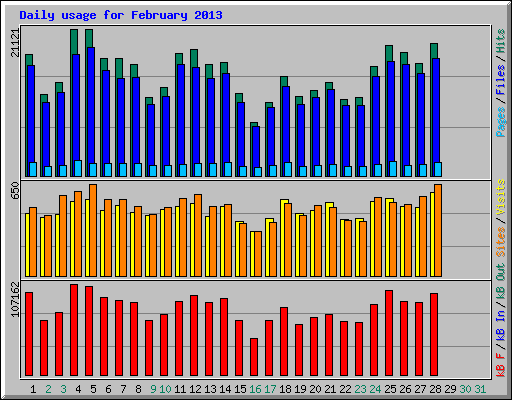 Daily usage for February 2013
21121
Pages / Files / Hits
650
Sites / Visits
107162
kB F / kB In / kB Out
1 2 3 4 5 6 7 8 9 10 11 12 13 14 15 16 17 18 19 20 21 22 23 24 25 26 27 28 29 30 31